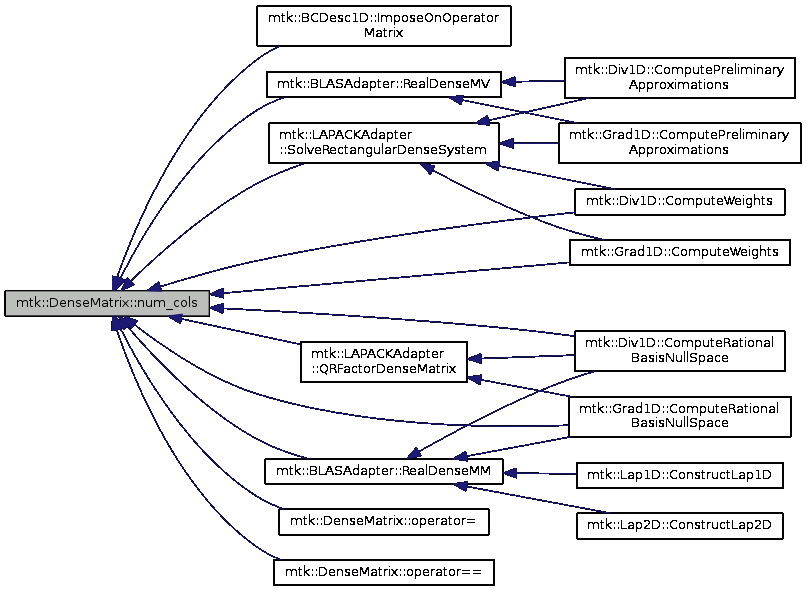 mtk::BCDesc1D::ImposeOnOperator
Matrix
mtk::BLASAdapter::RealDenseMV
mtk::Div1D::ComputePreliminary
Approximations
mtk::LAPACKAdapter
::SolveRectangularDenseSystem
mtk::Grad1D::ComputePreliminary
Approximations
mtk::Div1D::ComputeWeights
mtk::Grad1D::ComputeWeights
mtk::DenseMatrix::num_cols
mtk::Div1D::ComputeRational
BasisNullSpace
mtk::LAPACKAdapter
::QRFactorDenseMatrix
mtk::Grad1D::ComputeRational
BasisNullSpace
mtk::BLASAdapter::RealDenseMM
mtk::Lap1D::ConstructLap1D
mtk::DenseMatrix::operator=
mtk::Lap2D::ConstructLap2D
mtk::DenseMatrix::operator==